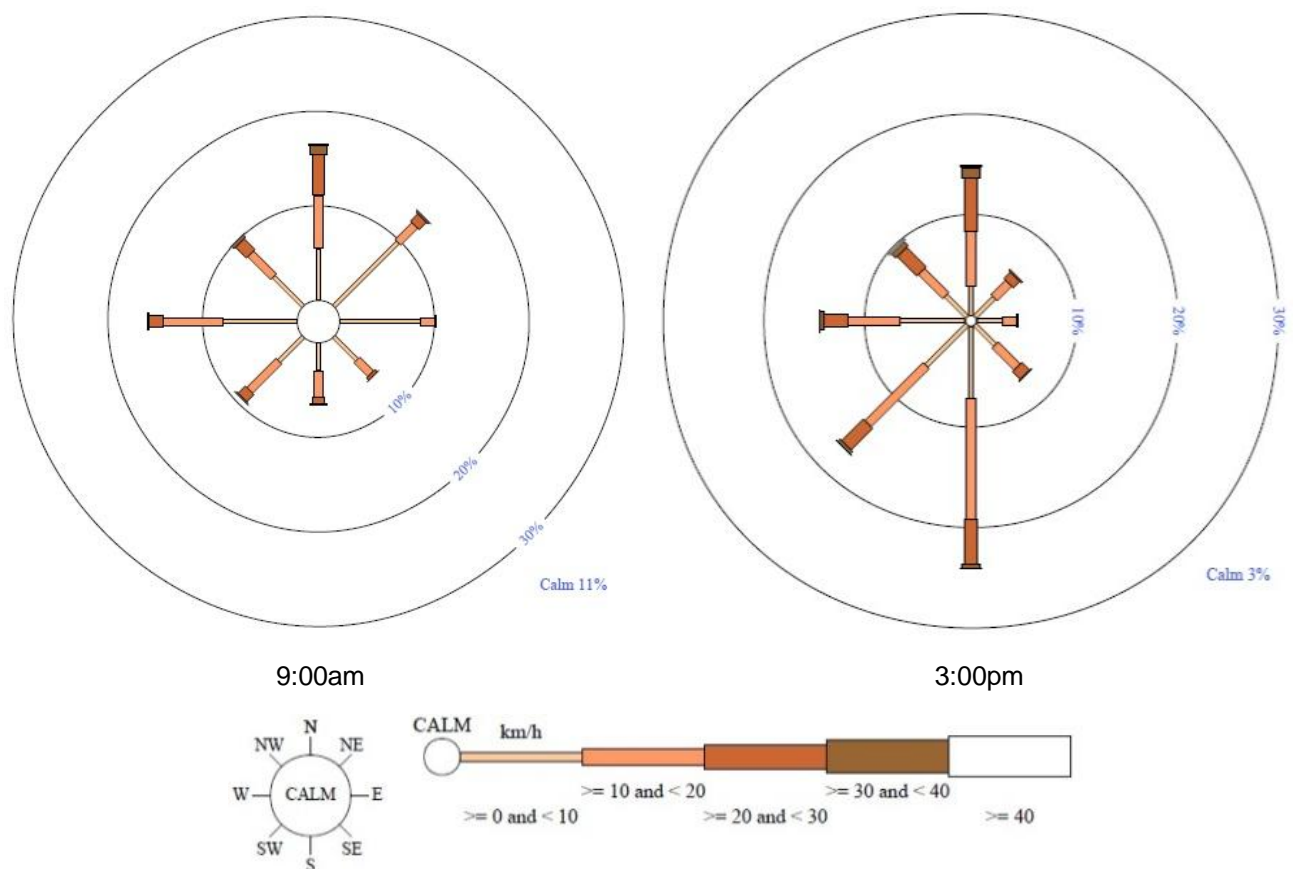 10%
20%
30%
Calm 11%
10%
20%
30%
Calm 3%
9:00am
3:00pm
N
NW
NE
W
CALM
E
SW
SE
S
CALM
km/h
>= 10 and < 20
>= 30 and < 40
>= 0 and < 10
>= 20 and < 30
>= 40